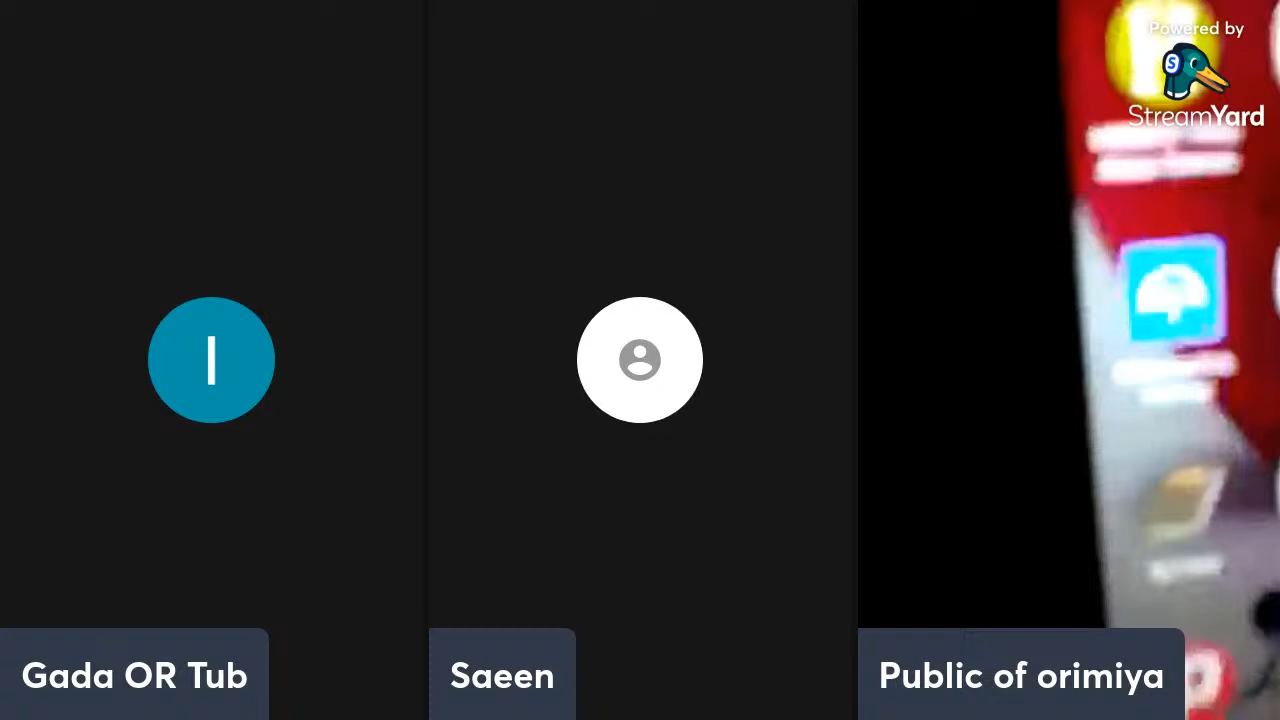 Powered by
StreamYard
I
Gada OR Tub
Saeen
Public of orimiya